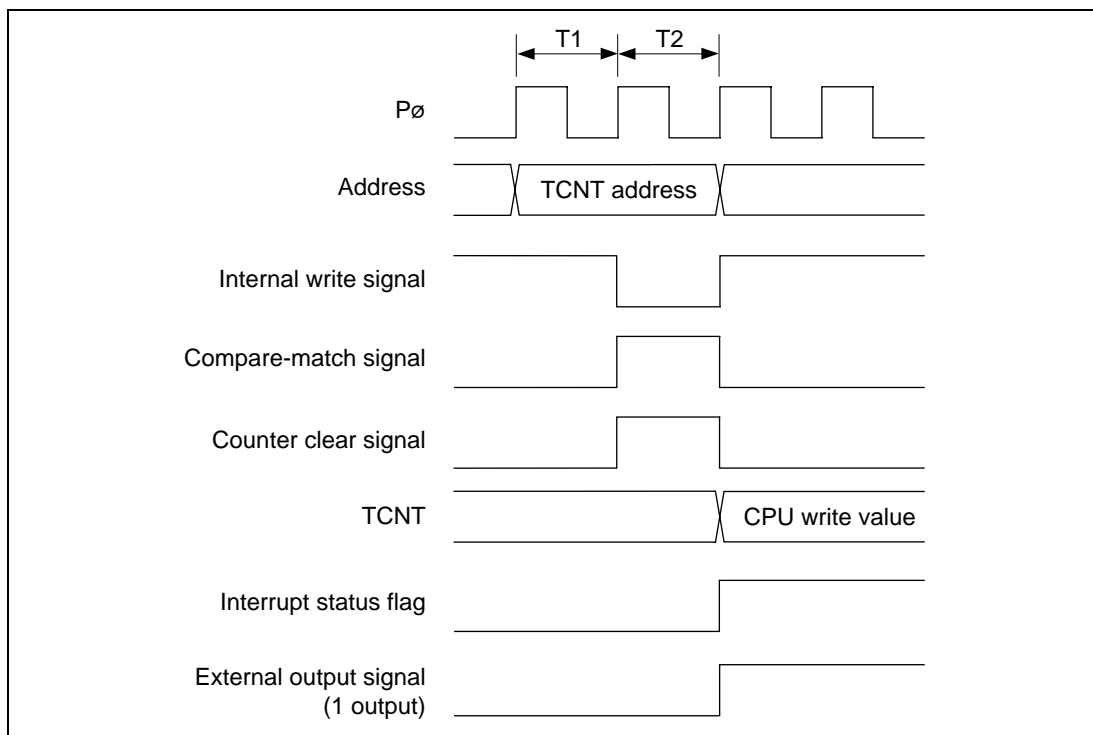 T1 T2
Pø
Address TCNT address
Internal write signal
Compare-match signal
Counter clear signal
TCNT CPU write value
Interrupt status flag
External output signal
(1 output)